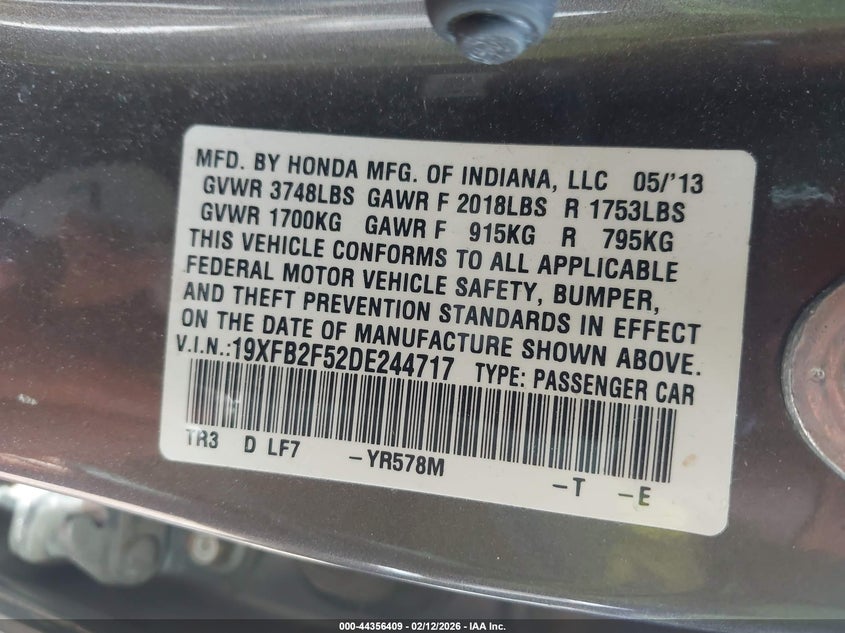 MFD. BY HONDA MFG. OF INDIANA, LLC 05/'13
GVWR 3748LBS GAWR F 2018LBS R 1753LBS
GVWR 1700KG GAWR F 915KG R 795KG
THIS VEHICLE CONFORMS TO ALL APPLICABLE
FEDERAL MOTOR VEHICLE SAFETY, BUMPER,
AND THEFT PREVENTION STANDARDS IN EFFECT
ON THE DATE OF MANUFACTURE SHOWN ABOVE.
V.I.N.:19XFB2F52DE244717 TYPE: PASSENGER CAR
TR3 D LF7 -YR578M -T -E
000-44356409 - 02/12/2026 - IAA Inc.